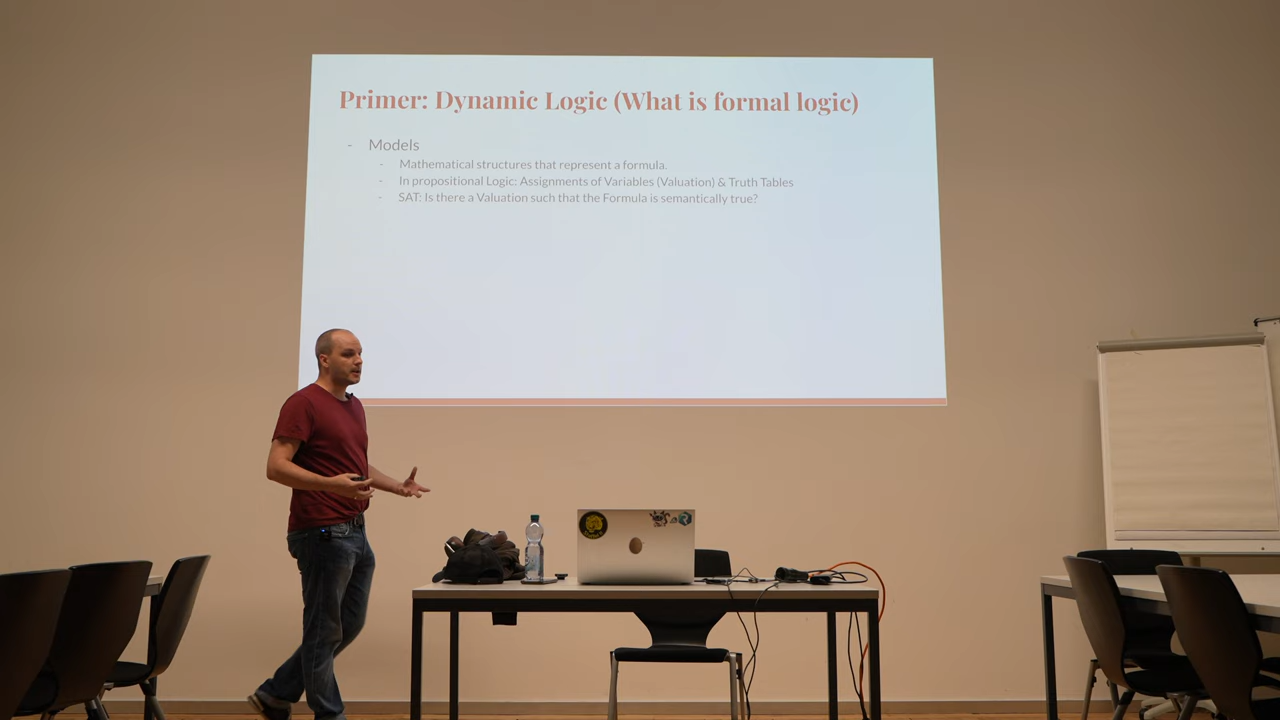 Primer: Dynamic Logic (What is formal logic)
- Models
- Mathematical structures that represent a formula.
- In propositional Logic: Assignments of Variables (Valuation) & Truth Tables
- SAT: Is there a Valuation such that the Formula is semantically true?